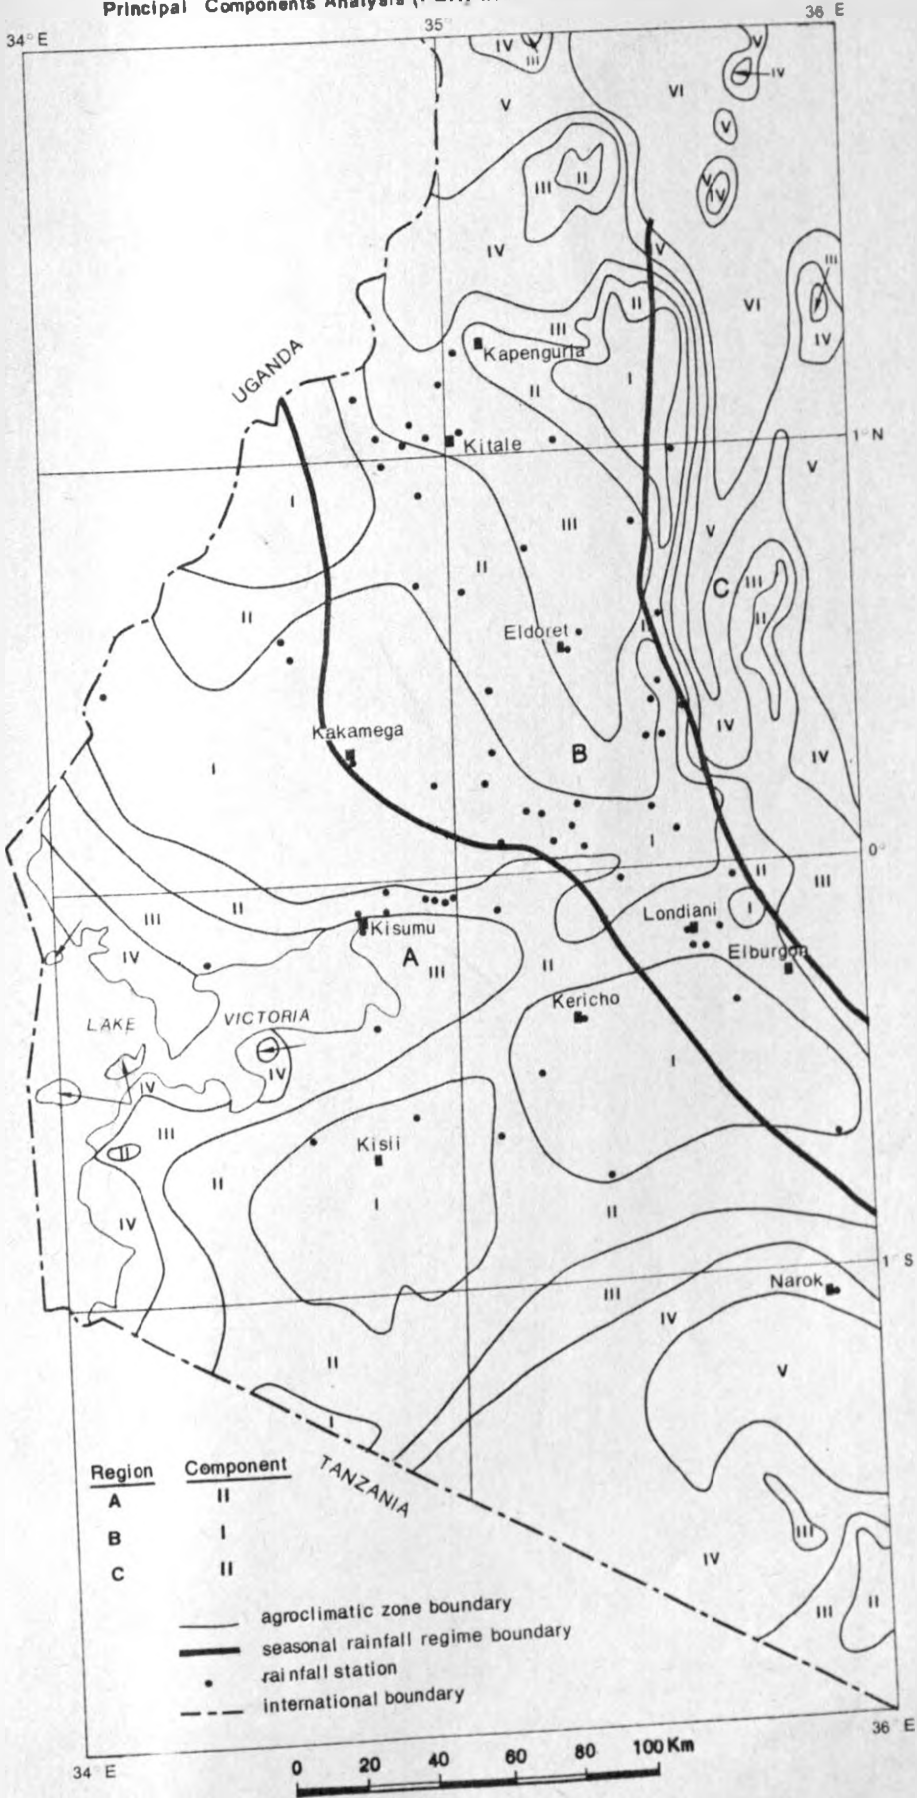 Principal Components Analysis
34° E
35°
36 E
IV
III
V
IV
V
VI
V
III
II
V
IV
IV
V
III
II
VI
III
IV
UGANDA
Kapenguria
II
I
Kitale
1° N
V
I
III
V
II
C
III
II
II
Eldoret
II
IV
Kakamega
B
IV
I
I
0°
II
III
III
II
Londiani
I
Kisumu
IV
A
III
II
Elburgon
Kericho
LAKE
VICTORIA
IV
IV
I
III
Kisii
II
II
I
IV
II
1° S
Narok
III
IV
II
V
I
Region
Component
TANZANIA
A
II
B
I
III
C
II
IV
III
II
agroclimatic zone boundary
seasonal rainfall regime boundary
rainfall station
international boundary
36° E
34 E
0
20
40
60
80
100 Km